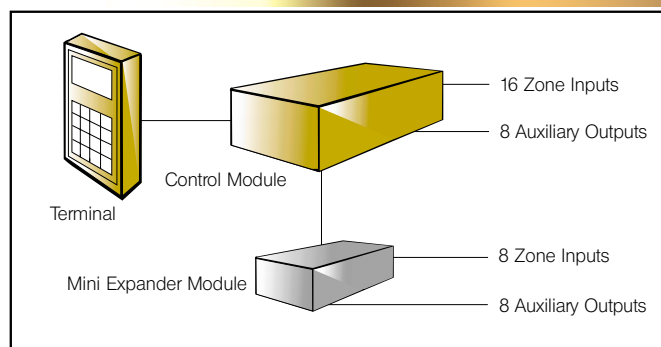 16 Zone Inputs
8 Auxiliary Outputs
Control Module
Terminal
8 Zone Inputs
Mini Expander Module
8 Auxiliary Outputs